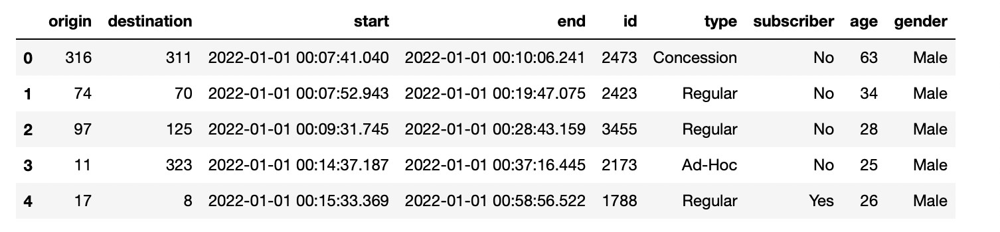 origin destination start end id type subscriber age gender
0 316 311 2022-01-01 00:07:41.040 2022-01-01 00:10:06.241 2473 Concession No 63 Male
1 74 70 2022-01-01 00:07:52.943 2022-01-01 00:19:47.075 2423 Regular No 34 Male
2 97 125 2022-01-01 00:09:31.745 2022-01-01 00:28:43.159 3455 Regular No 28 Male
3 11 323 2022-01-01 00:14:37.187 2022-01-01 00:37:16.445 2173 Ad-Hoc No 25 Male
4 17 8 2022-01-01 00:15:33.369 2022-01-01 00:58:56.522 1788 Regular Yes 26 Male